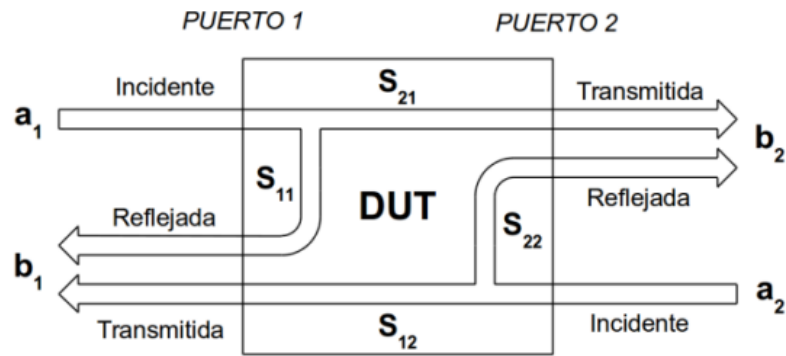 PUERTO 1
PUERTO 2
Incidente
S21
Transmitida
a1
b2
S11
DUT
Reflejada
Reflejada
S22
b1
a2
Transmitida
S12
Incidente